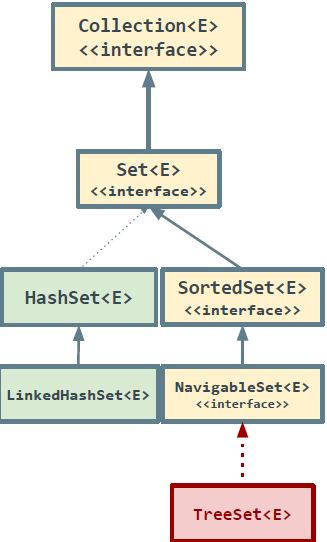 Collection<E>
<<interface>>
Set<E>
<<interface>>
HashSet<E>
SortedSet<E>
<<interface>>
LinkedHashSet<E>
NavigableSet<E>
<<interface>>
TreeSet<E>